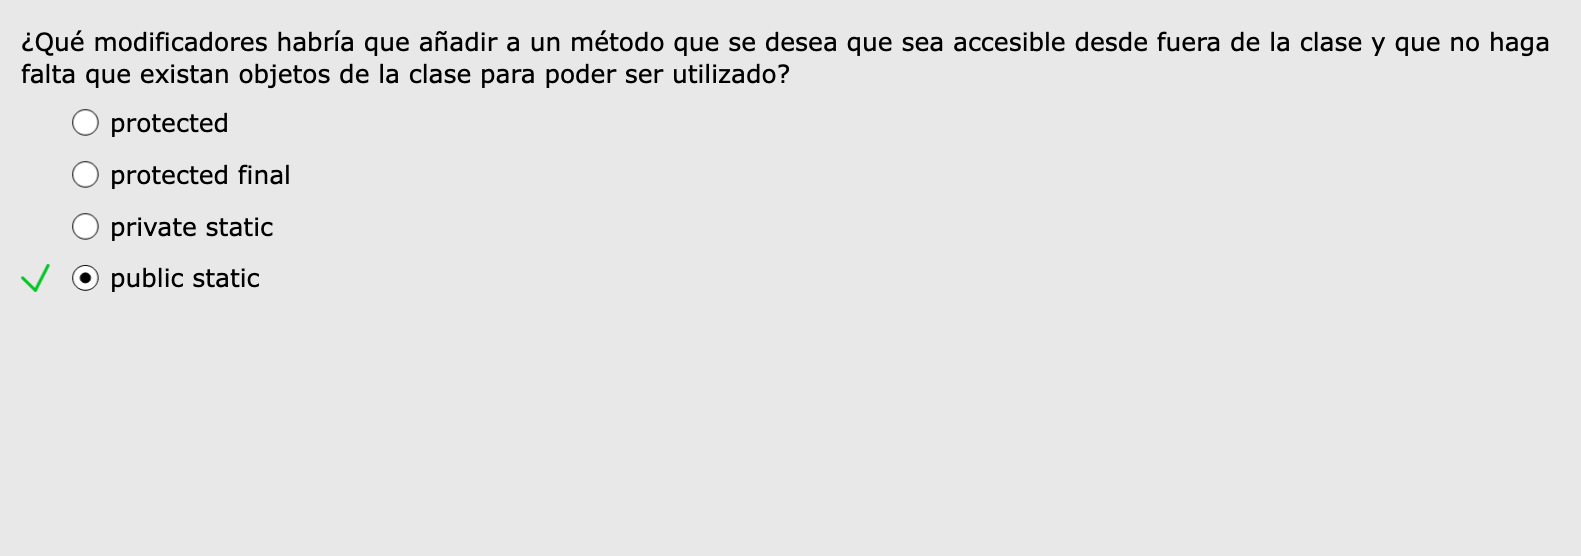 ¿Qué modificadores habría que añadir a un método que se desea que sea accesible desde fuera de la clase y que no haga
falta que existan objetos de la clase para poder ser utilizado?
protected
protected final
private static
public static